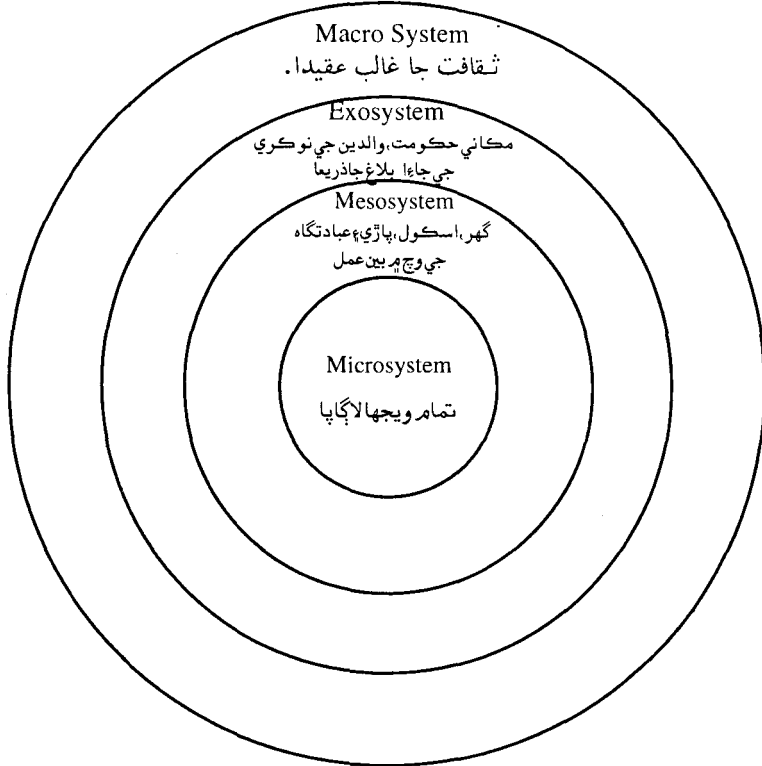 Macro System
ثقافت جا غالب عقيدا.
Exosystem
مڪاني حڪومت، والدين جي نوڪري
جي جاءِ، ابلاغ جا ذريعا
Mesosystem
گهر، اسڪول، پاڙي ۽ عبادتگاه
جي وچ ۾ بين عمل
Microsystem
تمام ويجها لاڳاپا